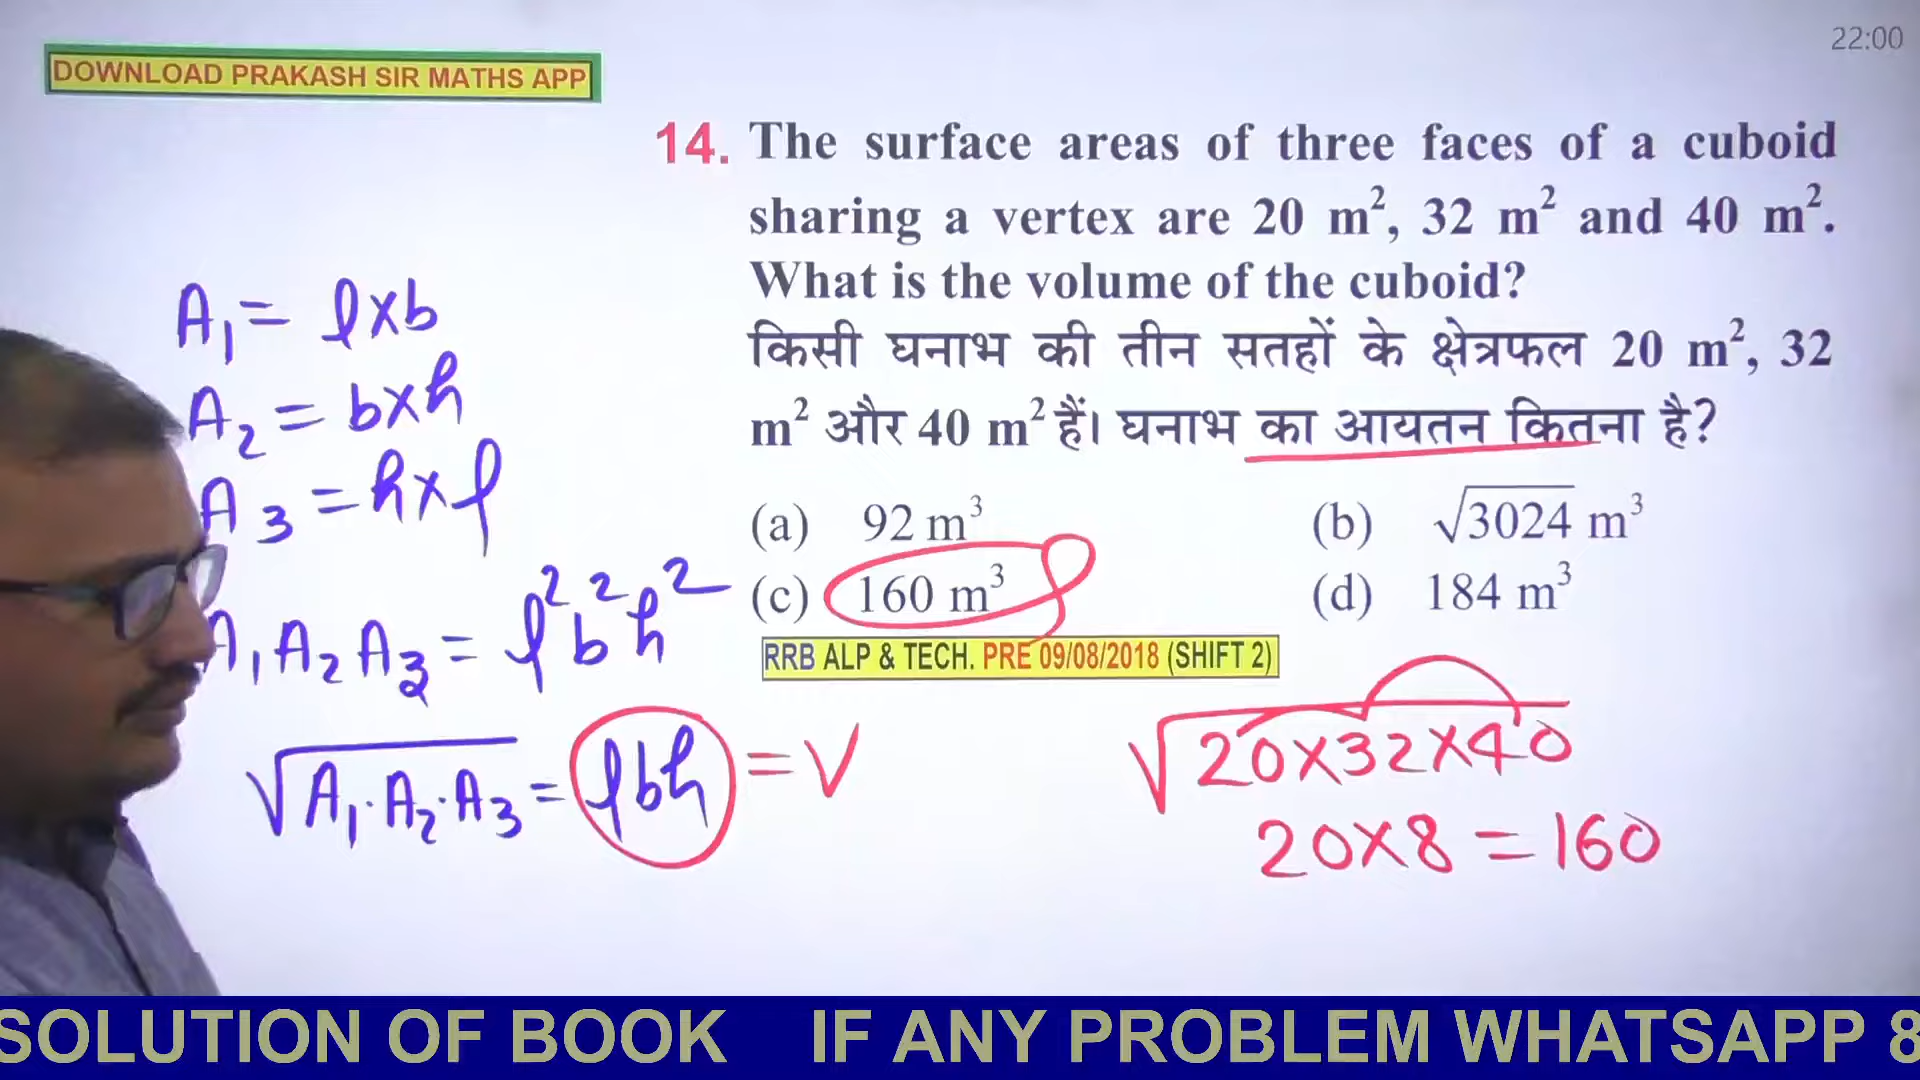 22:00
DOWNLOAD PRAKASH SIR MATHS APP
14. The surface areas of three faces of a cuboid
sharing a vertex are 20 m², 32 m² and 40 m².
What is the volume of the cuboid?
किसी घनाभ की तीन सतहों के क्षेत्रफल 20 m², 32
m² और 40 m² हैं। घनाभ का आयतन कितना है?
(a) 92 m³ (b) √3024 m³
(c) 160 m³ (d) 184 m³
RRB ALP & TECH. PRE 09/08/2018 (SHIFT 2)
A₁ = l×b
A₂ = b×h
A₃ = h×l
A₁A₂A₃ = l²b²h²
√A₁·A₂·A₃ = lbh = V
√20×32×40
20×8 = 160
SOLUTION OF BOOK IF ANY PROBLEM WHATSAPP 8